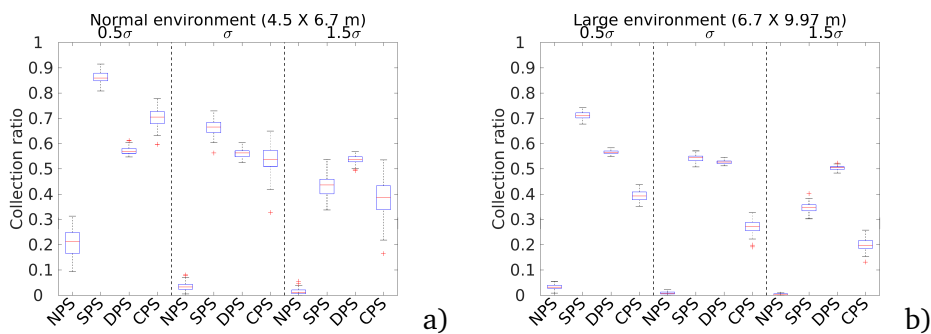 Normal environment (4.5 X 6.7 m)
0.5σ σ 1.5σ
1
0.9
0.8
0.7
0.6
0.5
0.4
0.3
0.2
0.1
0
Collection ratio
NPS SPS DPS CPS NPS SPS DPS CPS NPS SPS DPS CPS
a)
Large environment (6.7 X 9.97 m)
0.5σ σ 1.5σ
1
0.9
0.8
0.7
0.6
0.5
0.4
0.3
0.2
0.1
0
Collection ratio
NPS SPS DPS CPS NPS SPS DPS CPS NPS SPS DPS CPS
b)